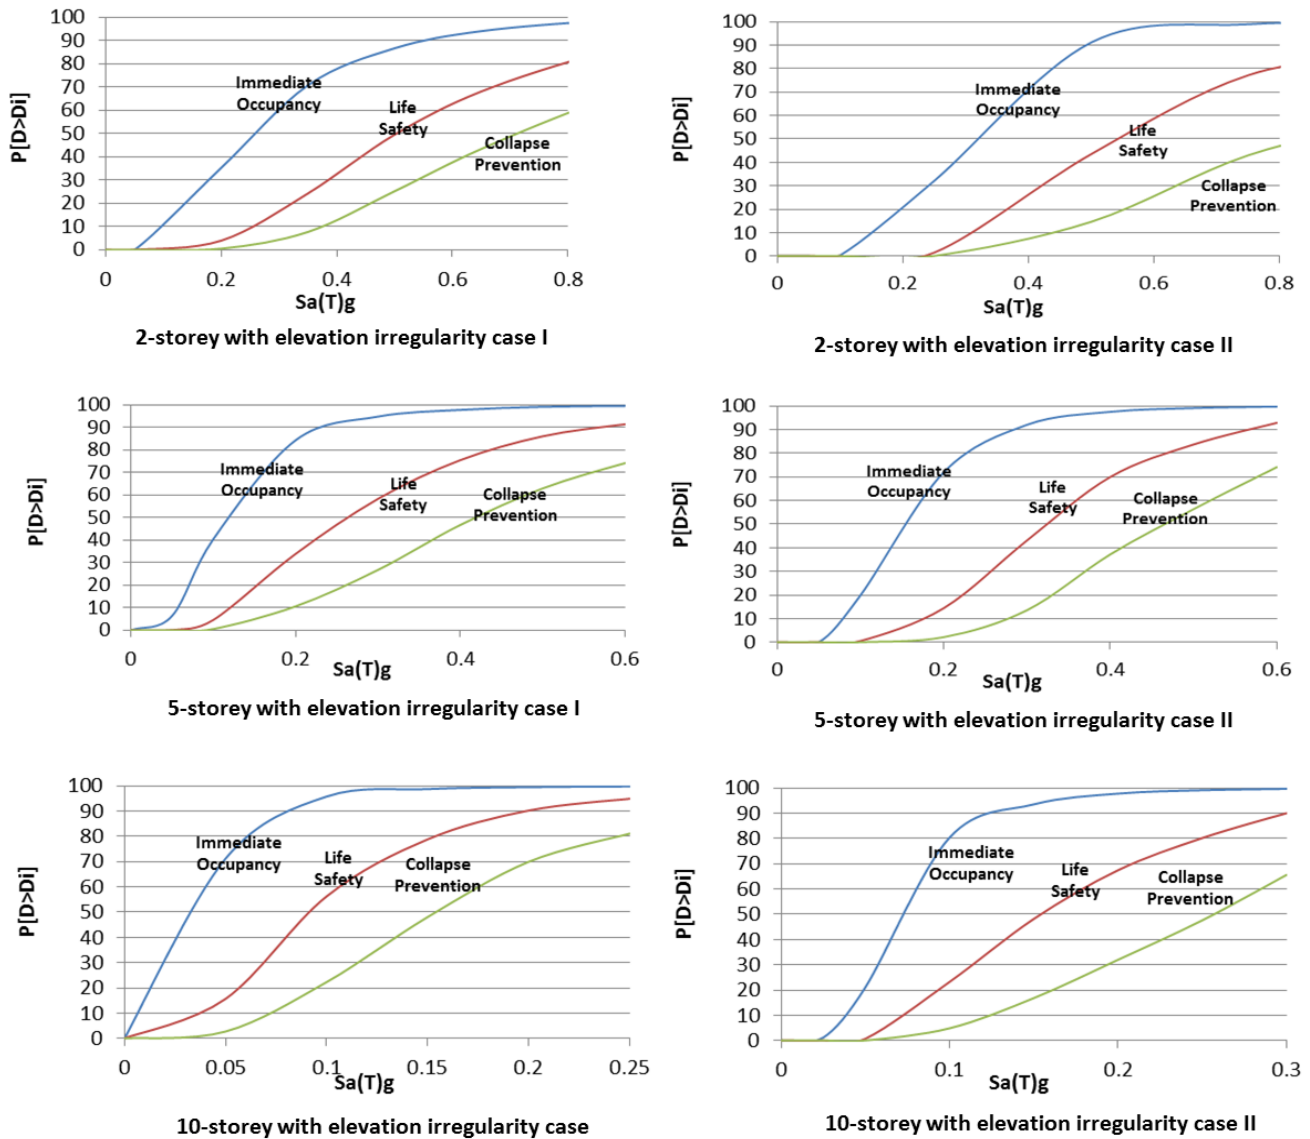 P[D>Di]
100
90
80
70
60
50
40
30
20
10
0
Immediate
Occupancy
Life
Safety
Collapse
Prevention
0 0.2 0.4 0.6 0.8
Sa(T)g
2-storey with elevation irregularity case I
P[D>Di]
100
90
80
70
60
50
40
30
20
10
0
Immediate
Occupancy
Life
Safety
Collapse
Prevention
0 0.2 0.4 0.6 0.8
Sa(T)g
2-storey with elevation irregularity case II
P[D>Di]
100
90
80
70
60
50
40
30
20
10
0
Immediate
Occupancy
Life
Safety
Collapse
Prevention
0 0.2 0.4 0.6
Sa(T)g
5-storey with elevation irregularity case I
P[D>Di]
100
90
80
70
60
50
40
30
20
10
0
Immediate
Occupancy
Life
Safety
Collapse
Prevention
0 0.2 0.4 0.6
Sa(T)g
5-storey with elevation irregularity case II
P[D>Di]
100
90
80
70
60
50
40
30
20
10
0
Immediate
Occupancy
Life
Safety
Collapse
Prevention
0 0.05 0.1 0.15 0.2 0.25
Sa(T)g
10-storey with elevation irregularity case
P[D>Di]
100
90
80
70
60
50
40
30
20
10
0
Immediate
Occupancy
Life
Safety
Collapse
Prevention
0 0.1 0.2 0.3
Sa(T)g
10-storey with elevation irregularity case II